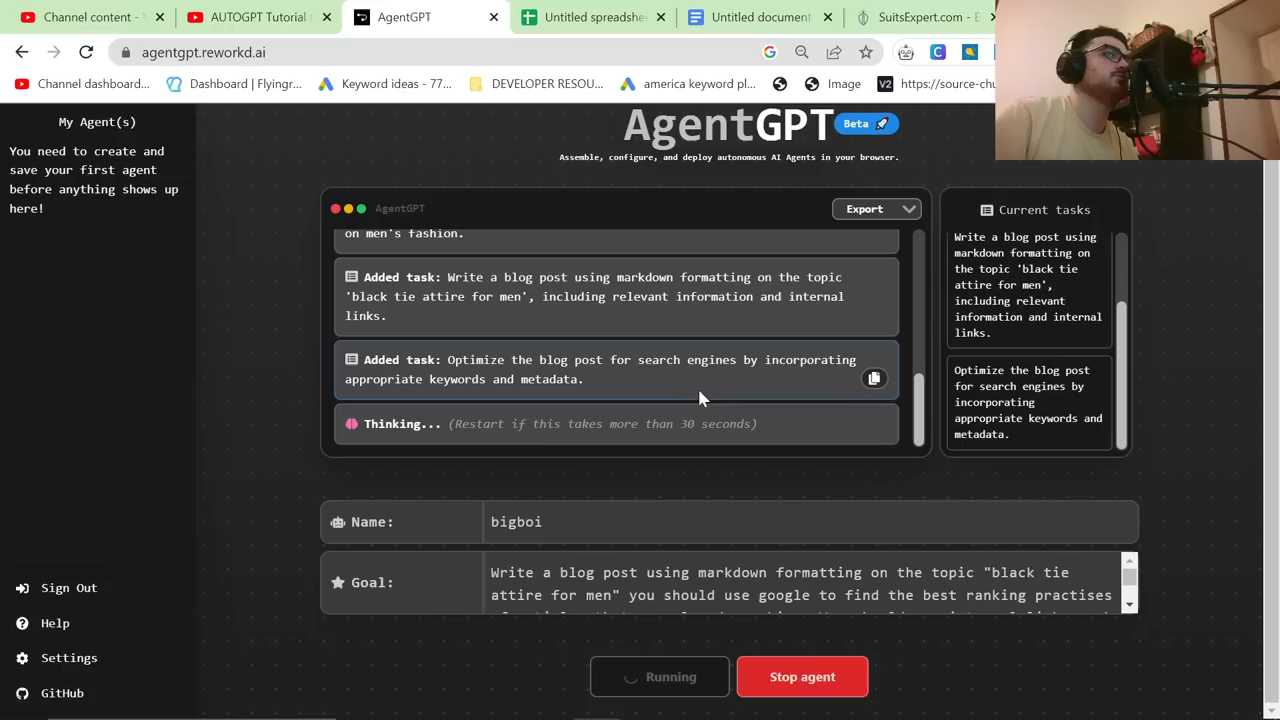 Content - Y
AUTOGPT Tutorial
AgentGPT
Untitled spreadshee
Untitled document
SuitsExpert.com - E
agentgpt.reworkd.ai
Channel dashboard...
Dashboard | Flyingr...
Keyword ideas - 77...
DEVELOPER RESOU...
america keyword pl...
Image
V2
https://source-chu
My Agent(s)
You need to create and
save your first agent
before anything shows up
here!
AgentGPT
Beta
Assemble, configure, and deploy autonomous AI Agents in your browser.
AgentGPT
Export
on men's fashion.
Added task: Write a blog post using markdown formatting on the topic
'black tie attire for men', including relevant information and internal
links.
Added task: Optimize the blog post for search engines by incorporating
appropriate keywords and metadata.
Thinking... (Restart if this takes more than 30 seconds)
Current tasks
Write a blog post using
markdown formatting on
the topic 'black tie
attire for men',
including relevant
information and internal
links.
Optimize the blog post
for search engines by
incorporating
appropriate keywords and
metadata.
Name:
bigboi
Goal:
Write a blog post using markdown formatting on the topic "black tie
attire for men" you should use google to find the best ranking practises
Running
Stop agent
Sign Out
Help
Settings
GitHub